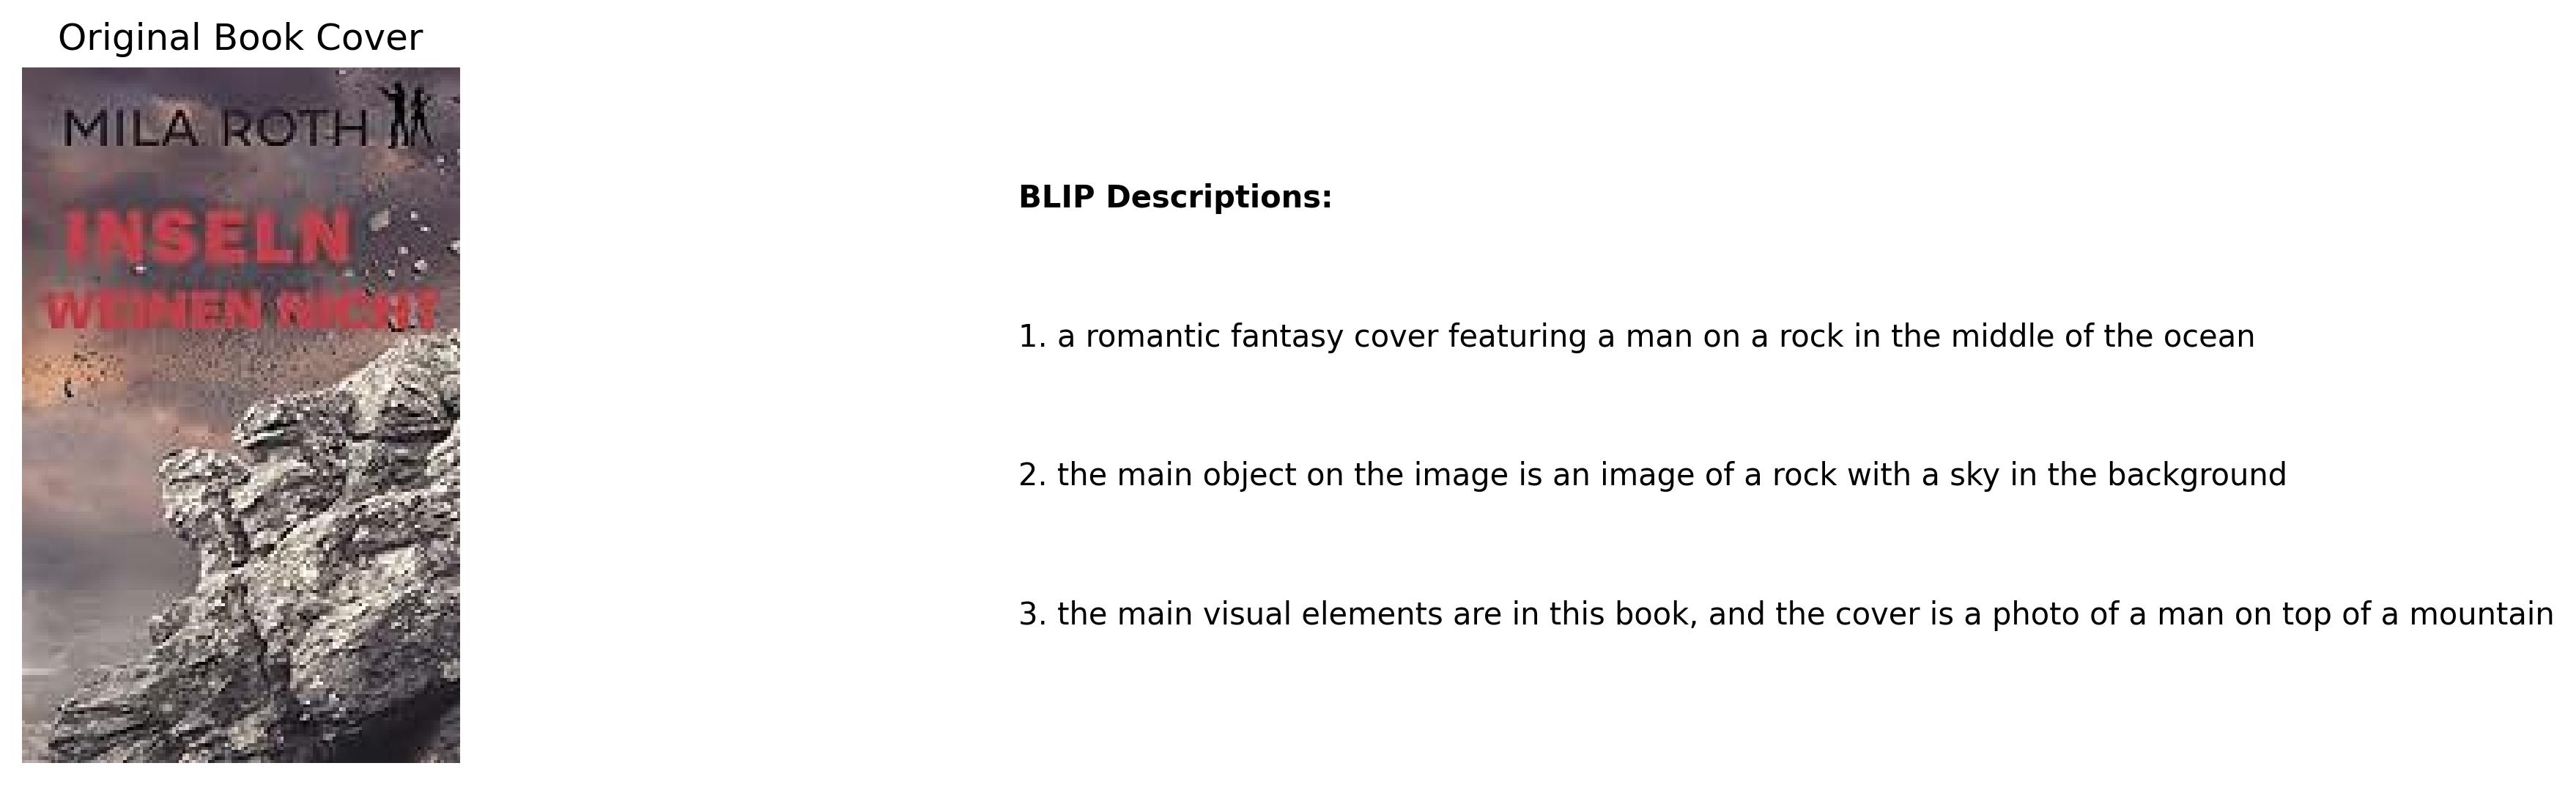 Original Book Cover
MILA ROTH
INSELN
WEINEN NICHT
BLIP Descriptions:
1. a romantic fantasy cover featuring a man on a rock in the middle of the ocean
2. the main object on the image is an image of a rock with a sky in the background
3. the main visual elements are in this book, and the cover is a photo of a man on top of a mountain